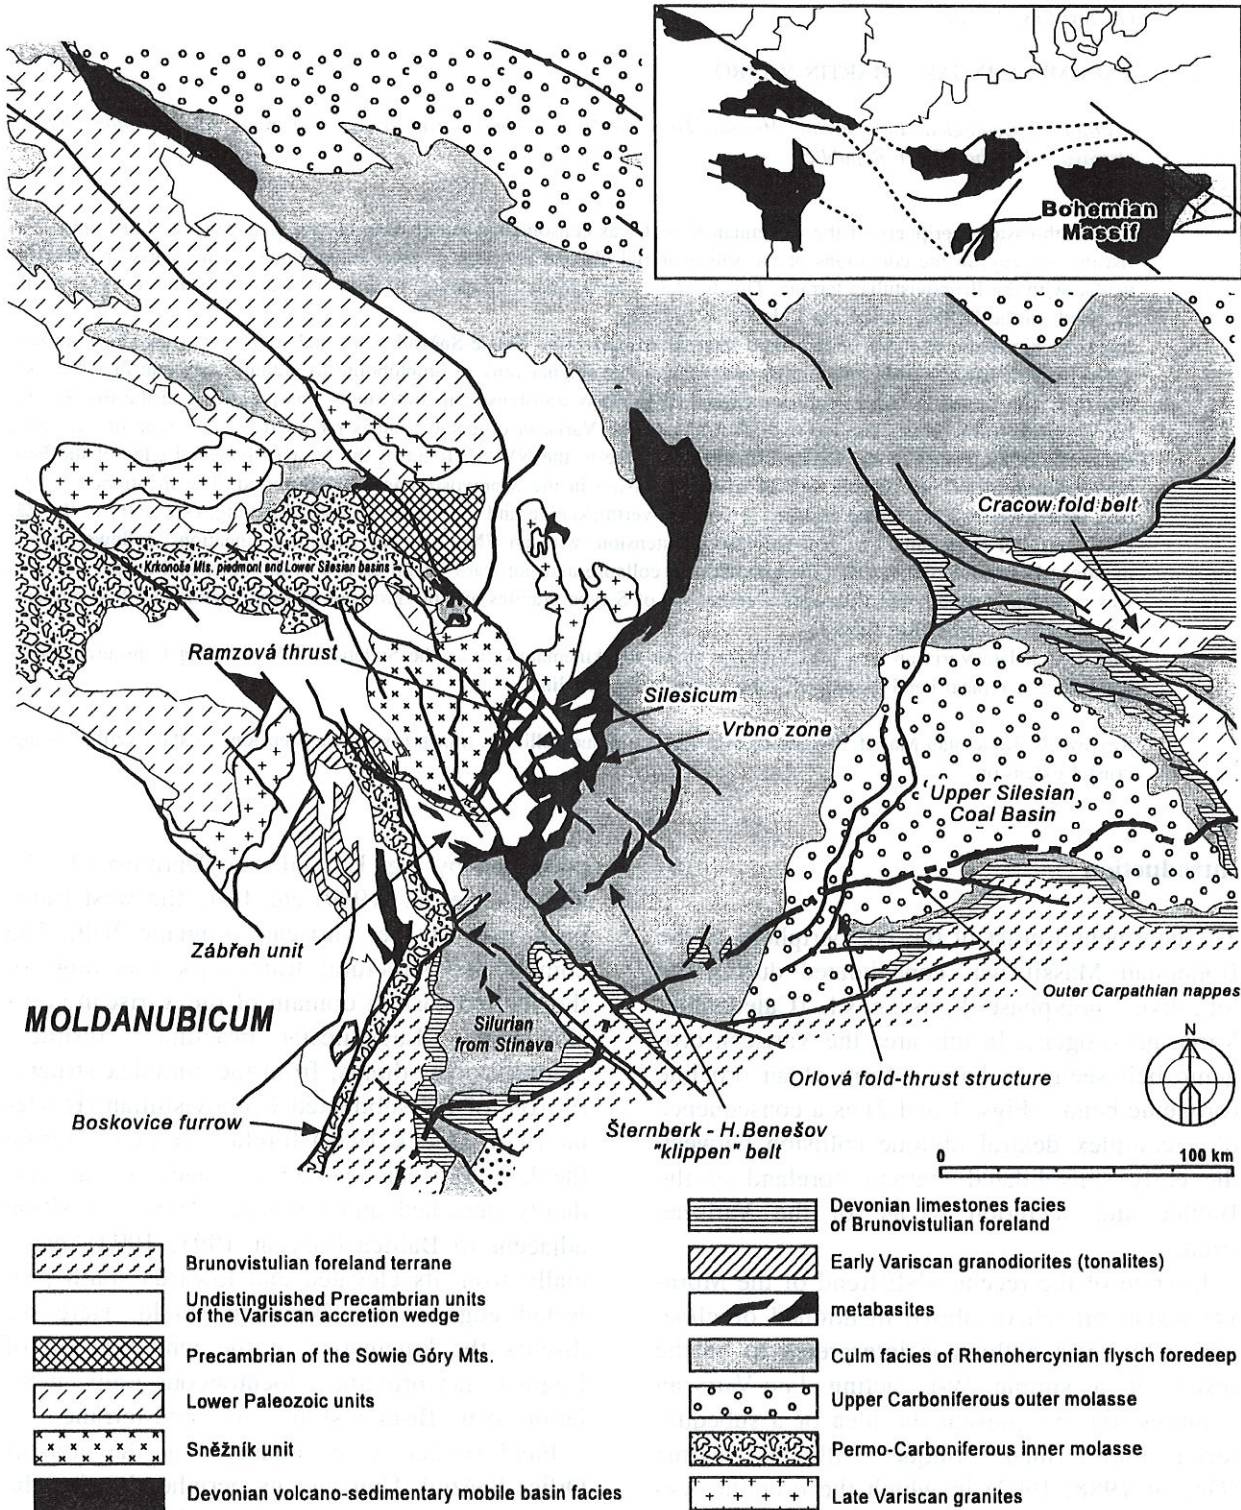 Bohemian
Massif
Cracow fold belt
Krkonoše Mts. piedmont and Lower Silesian basins
Ramzová thrust
Silesicum
Vrbno zone
Upper Silesian
Coal Basin
Zábřeh unit
MOLDANUBICUM
Silurian
from Stinava
Outer Carpathian nappes
N
Orlová fold-thrust structure
Boskovice furrow
Šternberk - H.Benešov
"klippen" belt
0
100 km
Brunovistulian foreland terrane
Undistinguished Precambrian units
of the Variscan accretion wedge
Precambrian of the Sowie Góry Mts.
Lower Paleozoic units
Sněžník unit
Devonian volcano-sedimentary mobile basin facies
Devonian limestones facies
of Brunovistulian foreland
Early Variscan granodiorites (tonalites)
metabasites
Culm facies of Rhenohercynian flysch foredeep
Upper Carboniferous outer molasse
Permo-Carboniferous inner molasse
Late Variscan granites